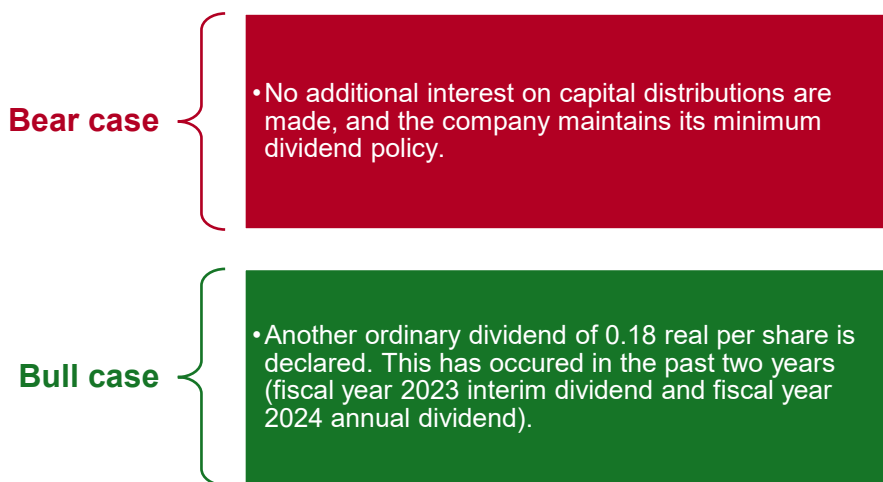 Bear case
•No additional interest on capital distributions are
made, and the company maintains its minimum
dividend policy.
Bull case
•Another ordinary dividend of 0.18 real per share is
declared. This has occured in the past two years
(fiscal year 2023 interim dividend and fiscal year
2024 annual dividend).